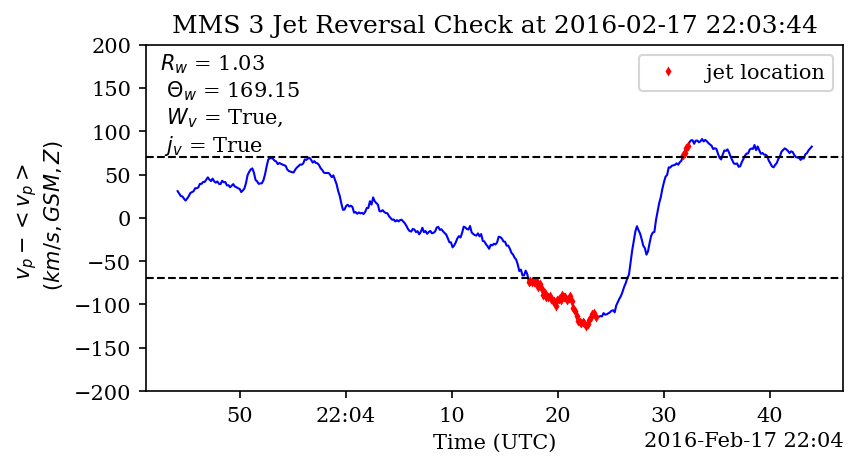 MMS 3 Jet Reversal Check at 2016-02-17 22:03:44
R_w = 1.03
Θ_w = 169.15
W_v = True,
j_v = True
jet location
200
150
100
50
0
−50
−100
−150
−200
v_p − < v_p >
(km/s, GSM, Z)
50 22:04 10 20 30 40
Time (UTC)
2016-Feb-17 22:04